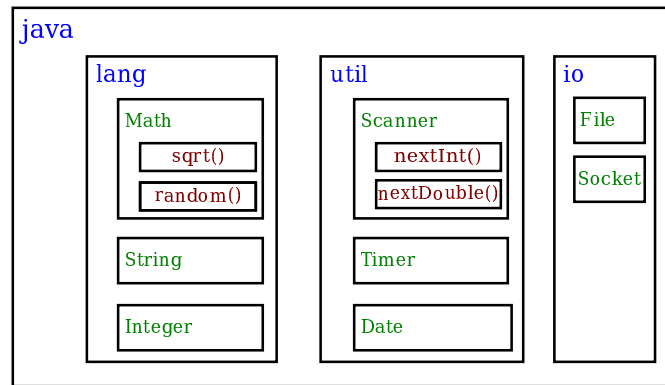 java
lang
Math
sqrt()
random()
String
Integer
util
Scanner
nextInt()
nextDouble()
Timer
Date
io
File
Socket